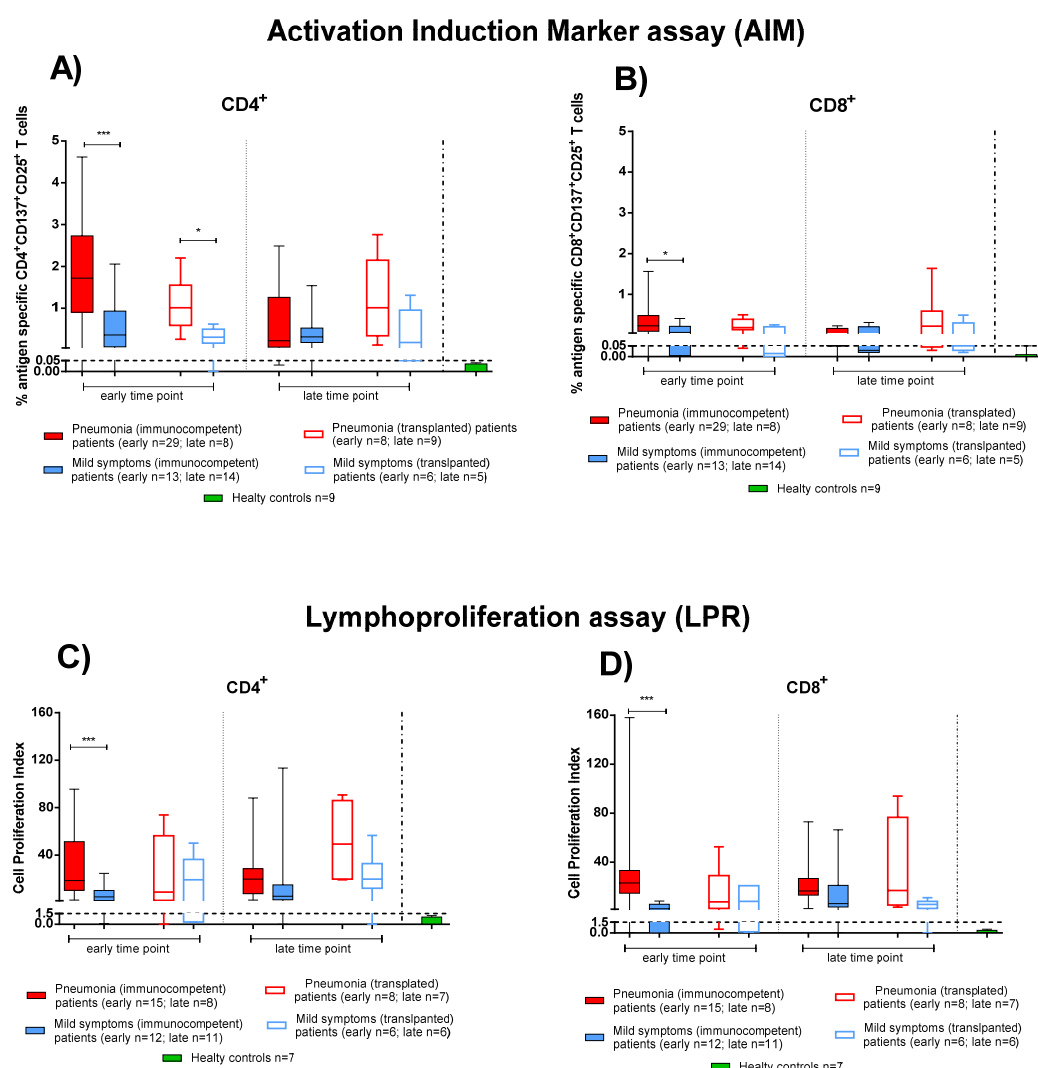 Activation Induction Marker assay (AIM)
A)
CD4+
% antigen specific CD4+CD137+CD25+ T cells
5
4
3
2
1
0.05
0.00
***
*
early time point
late time point
Pneumonia (immunocompetent)
patients (early n=29; late n=8)
Pneumonia (transplanted) patients
(early n=8; late n=9)
Mild symptoms (immunocompetent)
patients (early n=13; late n=14)
Mild symptoms (translpanted)
patients (early n=6; late n=5)
Healty controls n=9
B)
CD8+
% antigen specific CD8+CD137+CD25+ T cells
5
4
3
2
1
0.05
0.00
*
early time point
late time point
Pneumonia (immunocompetent)
patients (early n=29; late n=8)
Pneumonia (transplated)
patients (early n=8; late n=9)
Mild symptoms (immunocompetent)
patients (early n=13; late n=14)
Mild symptoms (translpanted)
patients (early n=6; late n=5)
Healty controls n=9
Lymphoproliferation assay (LPR)
C)
CD4+
Cell Proliferation Index
160
120
80
40
1.5
0.0
***
early time point
late time point
Pneumonia (immunocompetent)
patients (early n=15; late n=8)
Pneumonia (transplated)
patients (early n=8; late n=7)
Mild symptoms (immunocompetent)
patients (early n=12; late n=11)
Mild symptoms (translpanted)
patients (early n=6; late n=6)
Healty controls n=7
D)
CD8+
Cell Proliferation Index
160
120
80
40
1.5
0.0
***
early time point
late time point
Pneumonia (immunocompetent)
patients (early n=15; late n=8)
Pneumonia (transplated)
patients (early n=8; late n=7)
Mild symptoms (immunocompetent)
patients (early n=12; late n=11)
Mild symptoms (translpanted)
patients (early n=6; late n=6)
Healty controls n=7